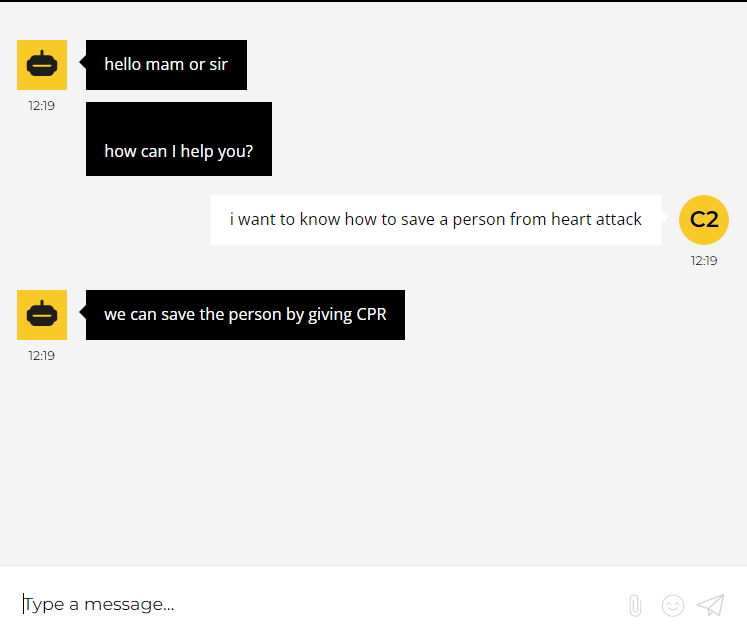 hello mam or sir
12:19
how can I help you?
i want to know how to save a person from heart attack
C2
12:19
we can save the person by giving CPR
12:19
Type a message...